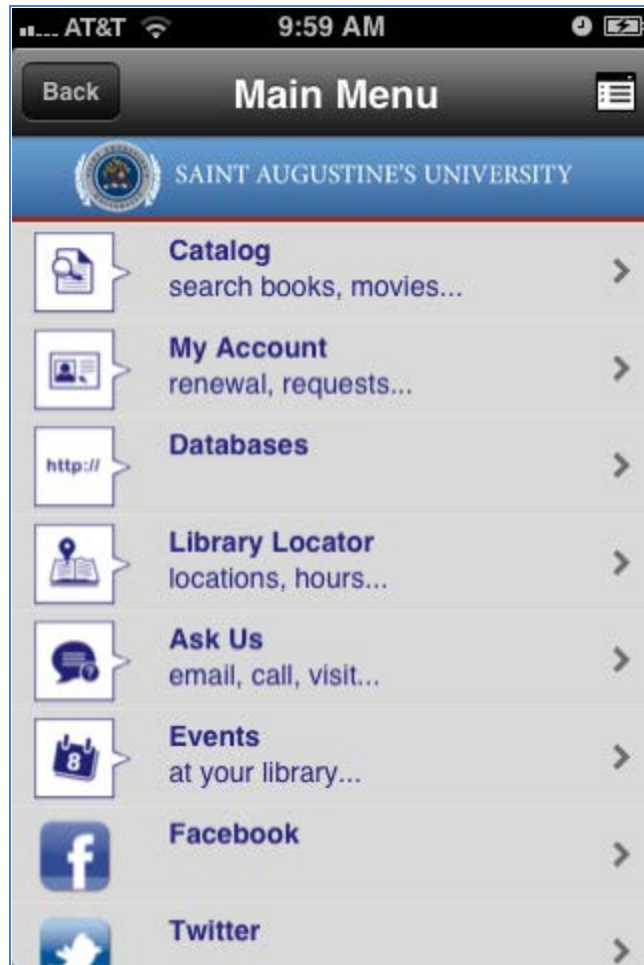 AT&T 9:59 AM
Back Main Menu
SAINT AUGUSTINE'S UNIVERSITY
Catalog
search books, movies...
My Account
renewal, requests...
http://
Databases
Library Locator
locations, hours...
Ask Us
email, call, visit...
?
Events
at your library...
8
f
Facebook
Twitter